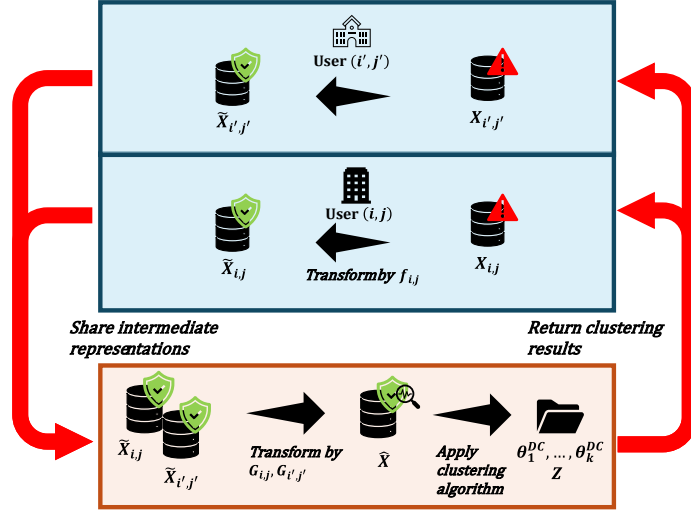 User (i′, j′)
X̃i′,j′
Xi′,j′
User (i, j)
X̃i,j
Transformby fi,j
Xi,j
Share intermediate
representations
Return clustering
results
X̃i,j
X̃i′,j′
Transform by
Gi,j, Gi′,j′
X̂
Apply
clustering
algorithm
θ₁ᴰᶜ, … , θₖᴰᶜ
Z